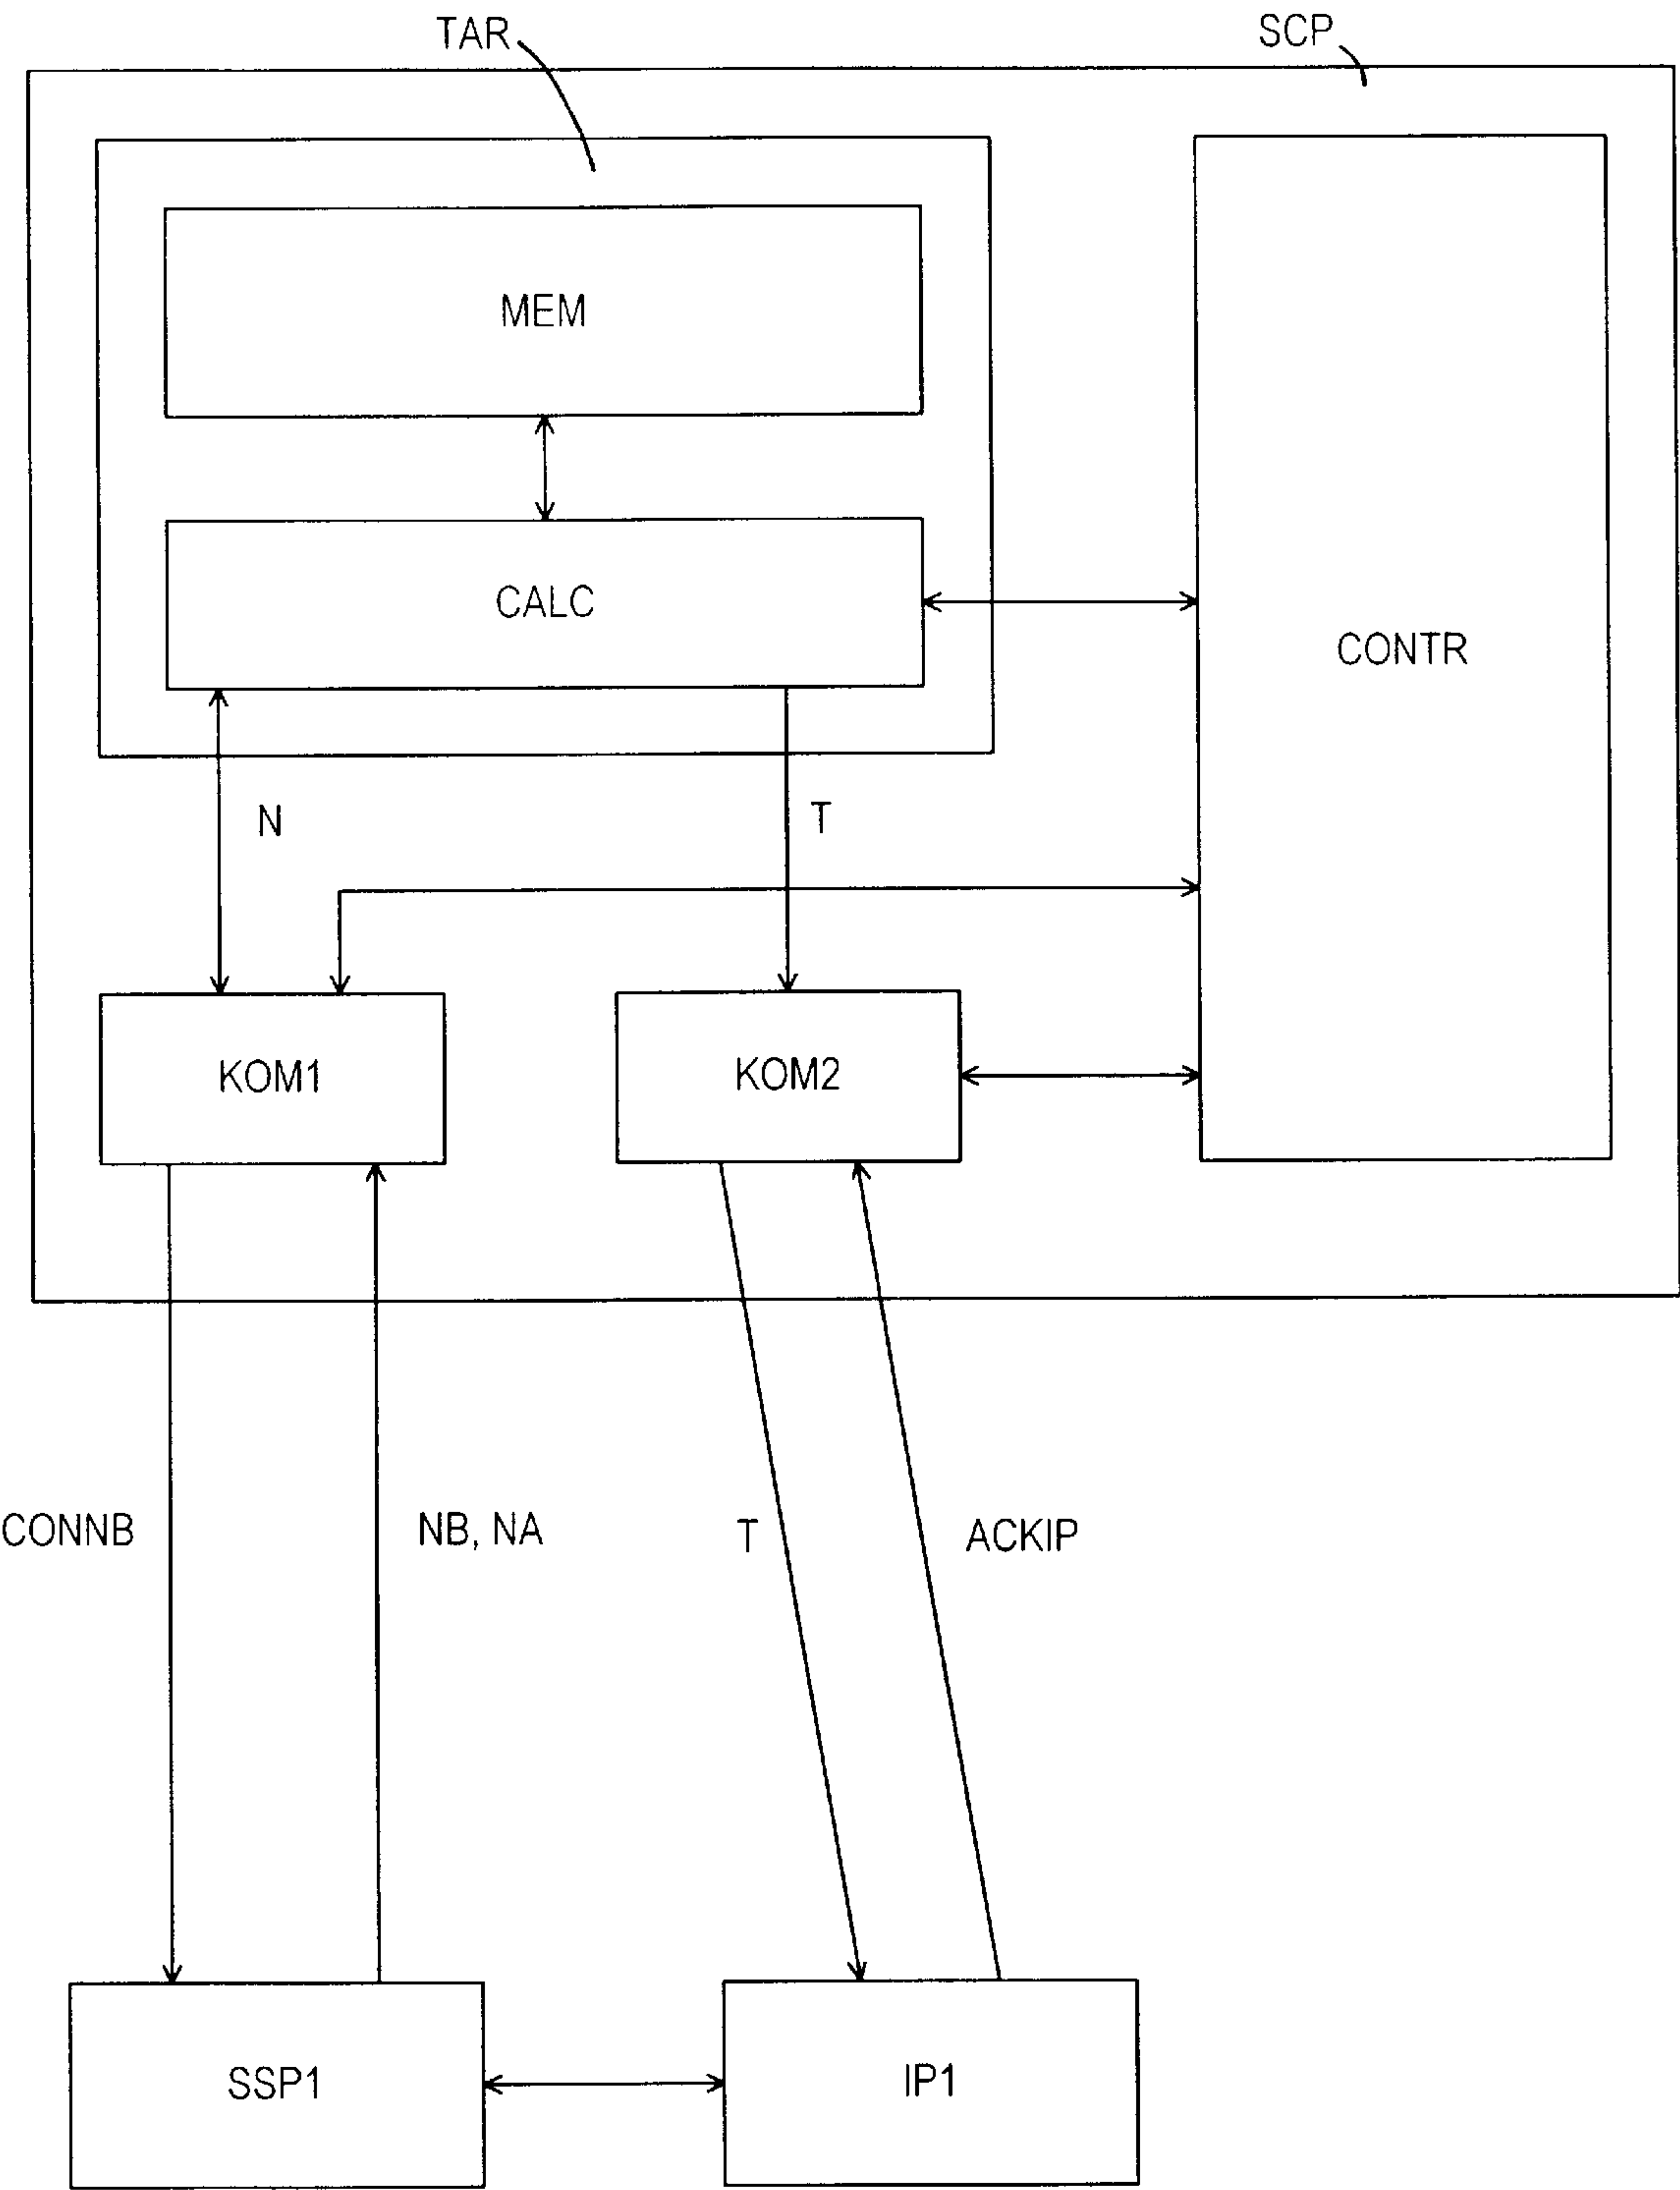 TAR
SCP
MEM
CALC
CONTR
N
T
KOM1
KOM2
CONNB
NB, NA
T
ACKIP
SSP1
IP1